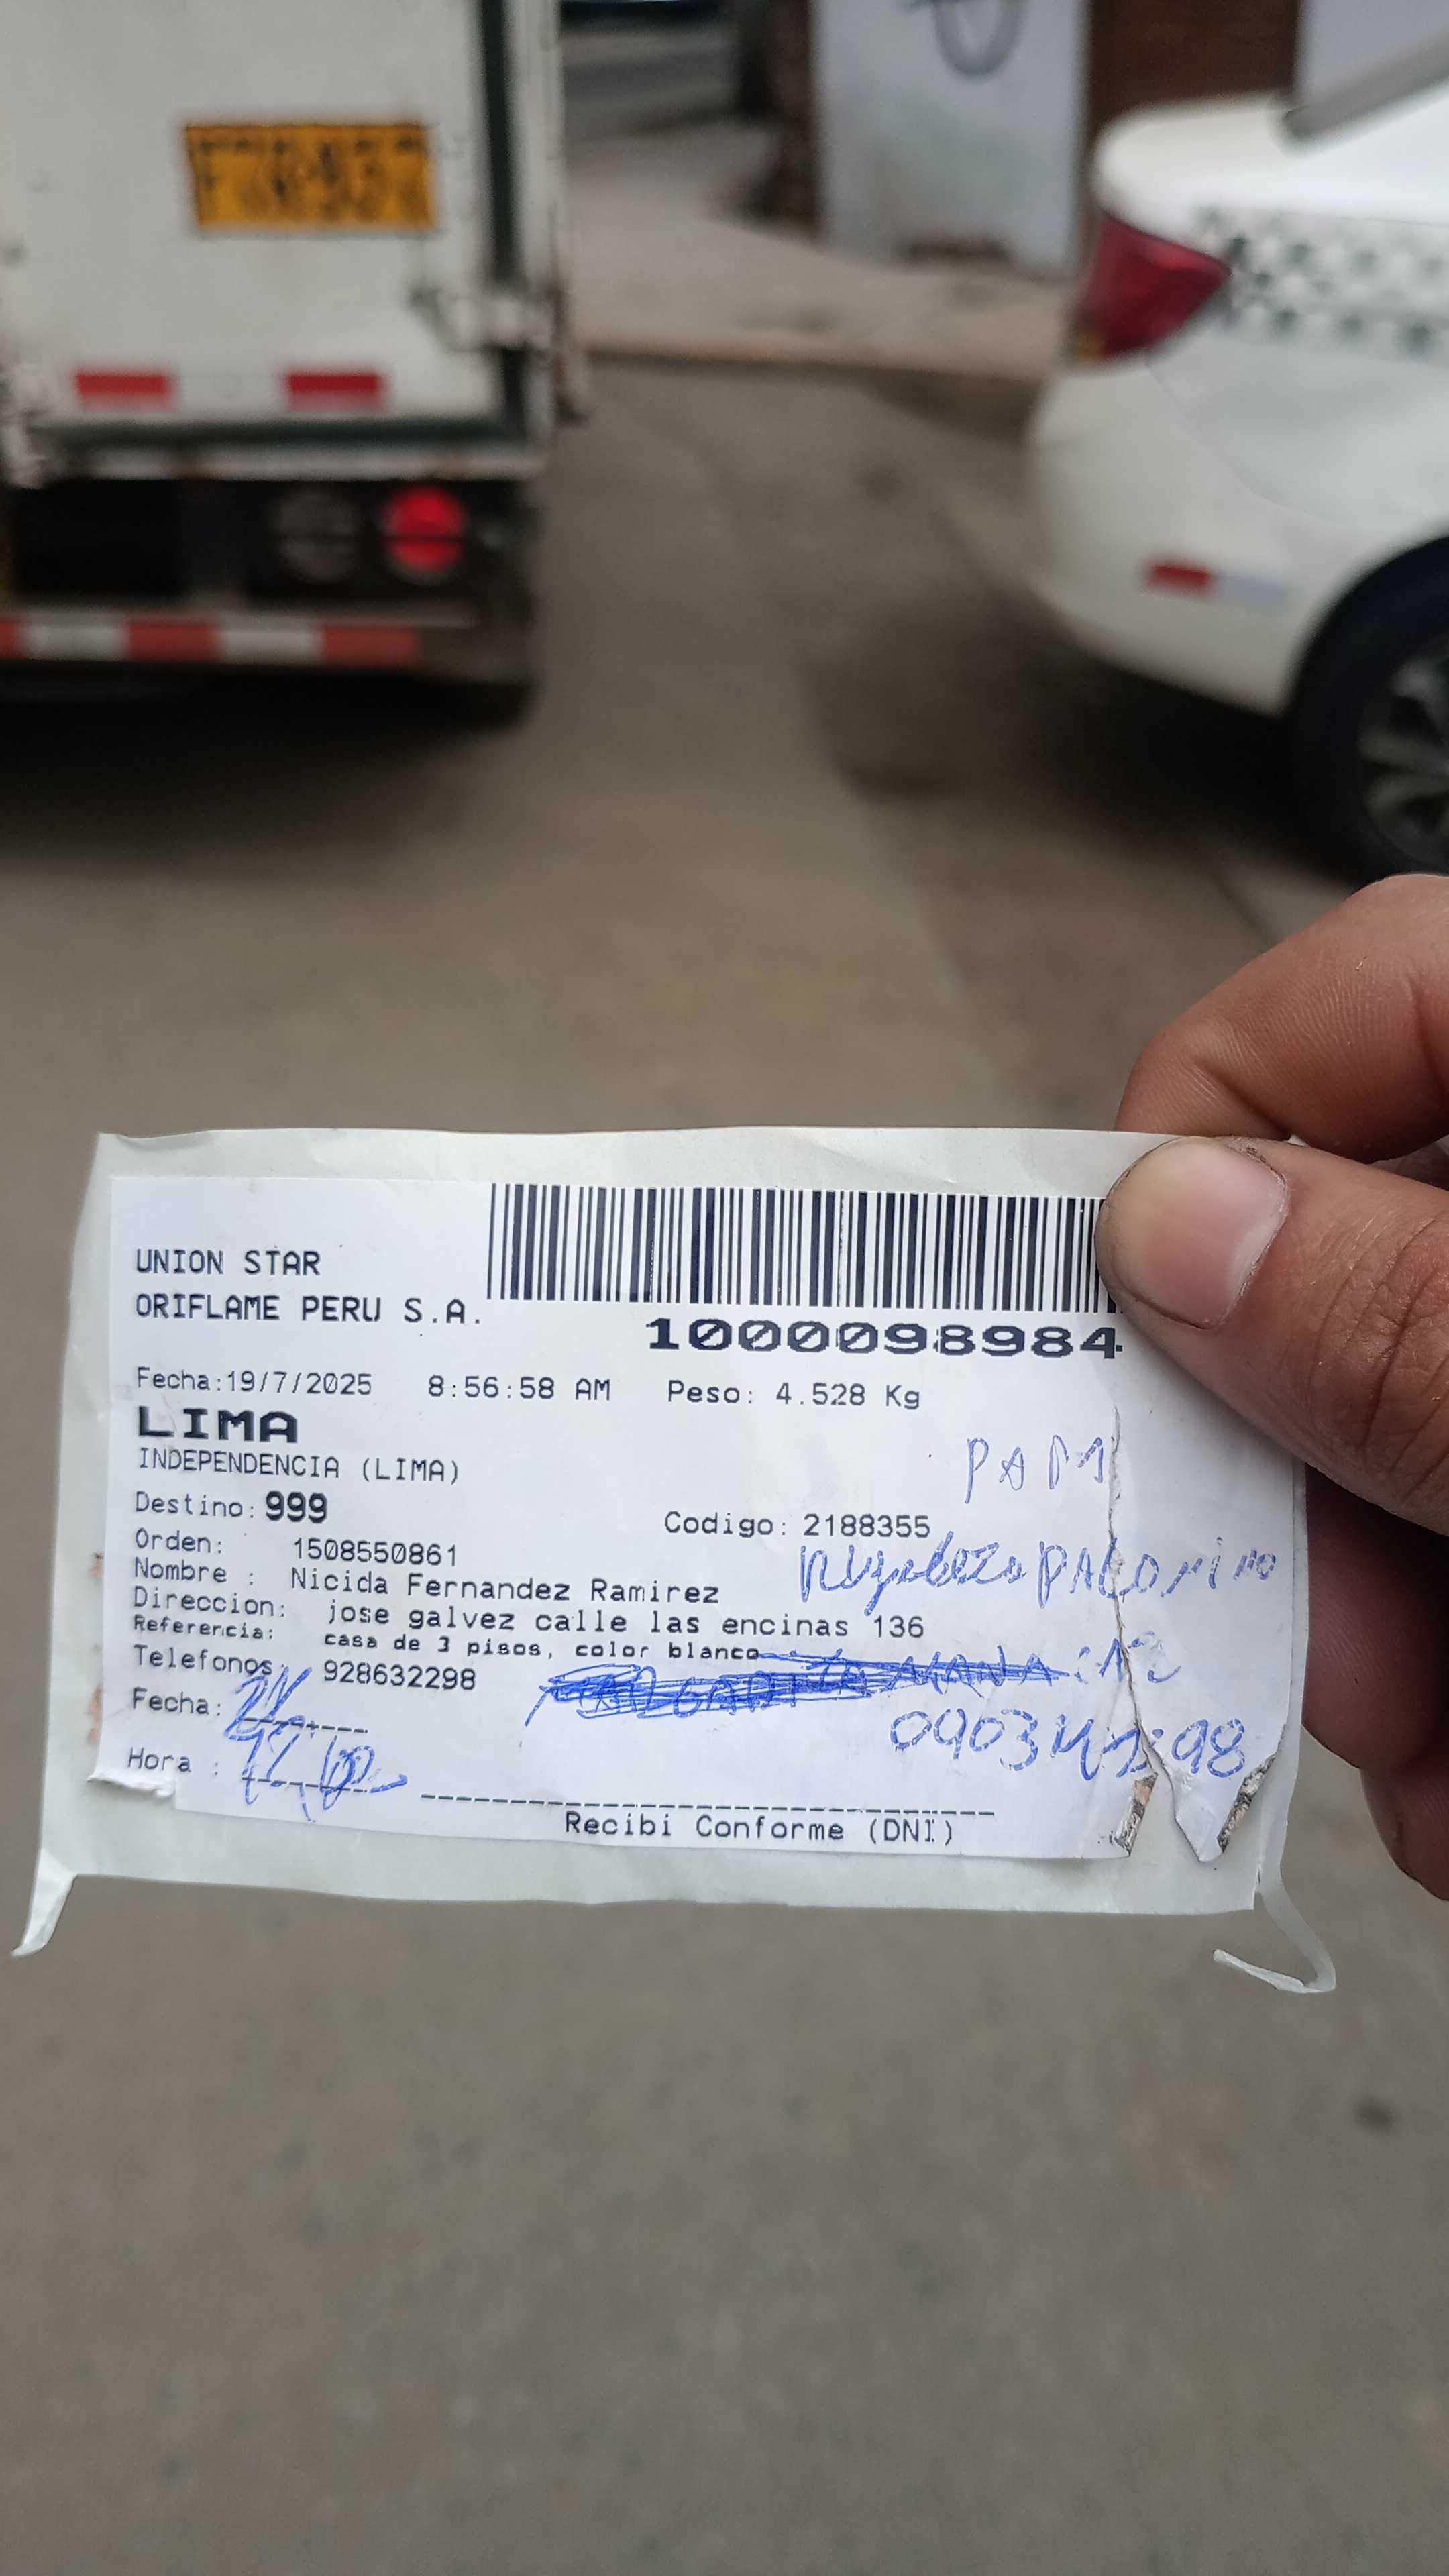 UNION STAR
ORIFLAME PERU S.A.
1000098984
Fecha:19/7/2025 8:56:58 AM Peso: 4.528 Kg
LIMA
INDEPENDENCIA (LIMA)
Destino: 999
Codigo: 2188355
Orden: 1508550861
Nombre : Nicida Fernandez Ramirez
Direccion: jose galvez calle las encinas 136
Referencia: casa de 3 pisos, color blanco
Telefonos: 928632298
Fecha:
Hora :
Recibi Conforme (DNI)